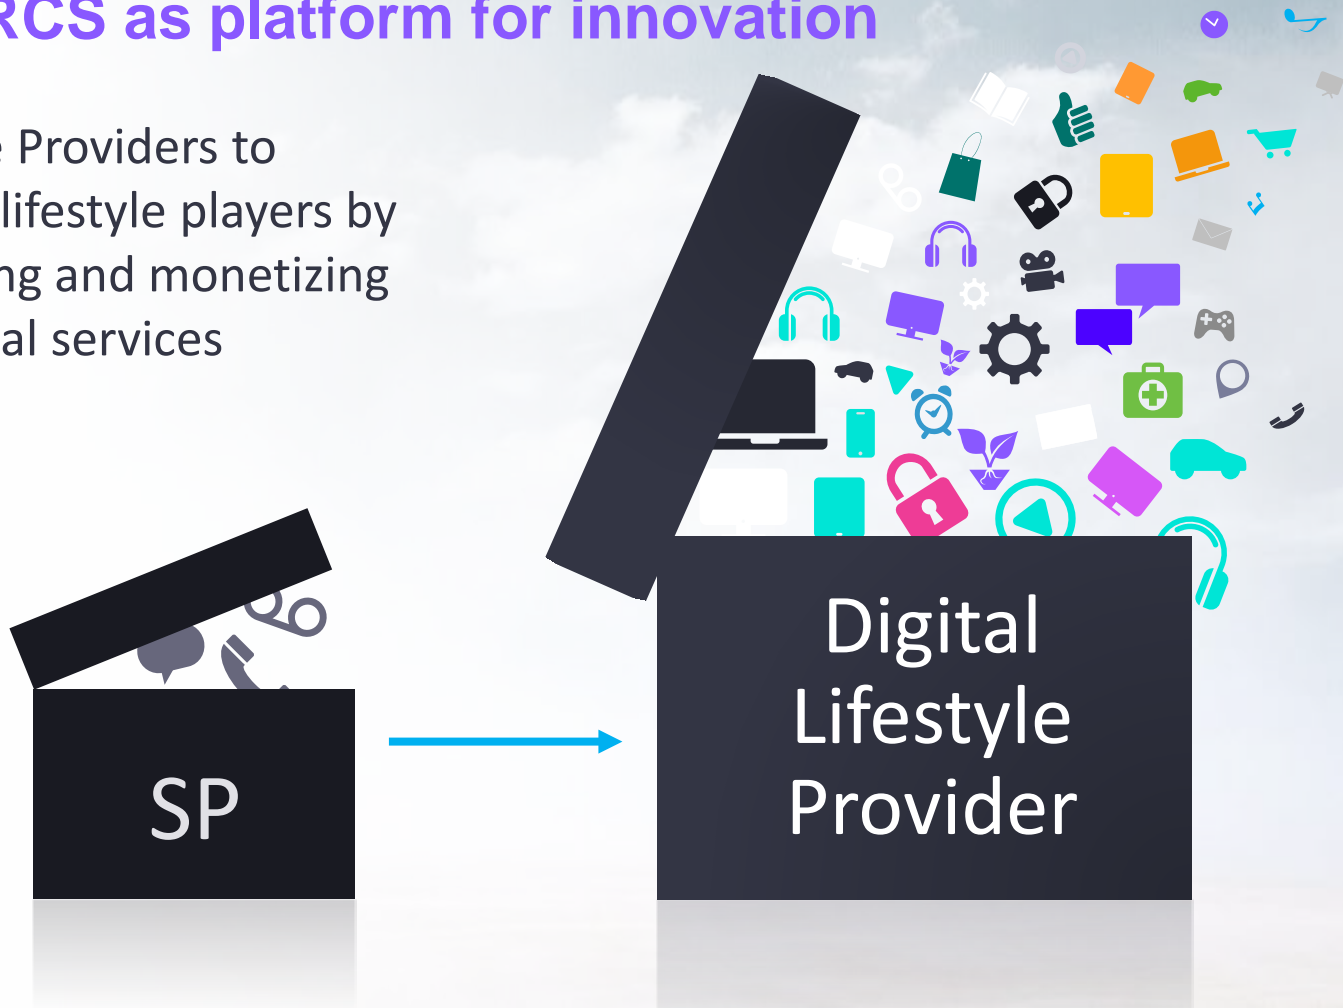 RCS as platform for innovation
e Providers to
lifestyle players by
ng and monetizing
al services
SP
Digital
Lifestyle
Provider